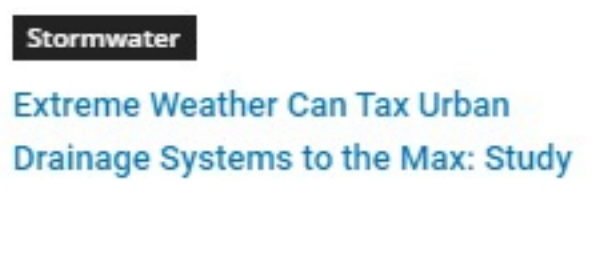 Stormwater
Extreme Weather Can Tax Urban
Drainage Systems to the Max: Study